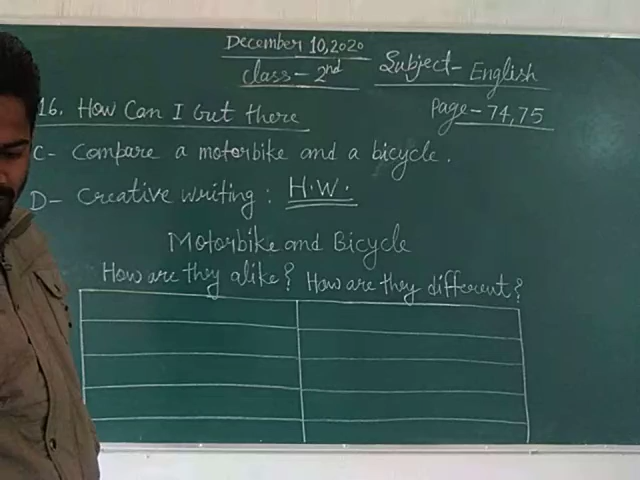 December 10, 2020
Class - 2nd
Subject - English
16. How Can I Gut there
Page - 74, 75
C- Compare a motorbike and a bicycle.
D- Creative writing : H.W.
Motorbike and Bicycle
How are they alike? How are they different?